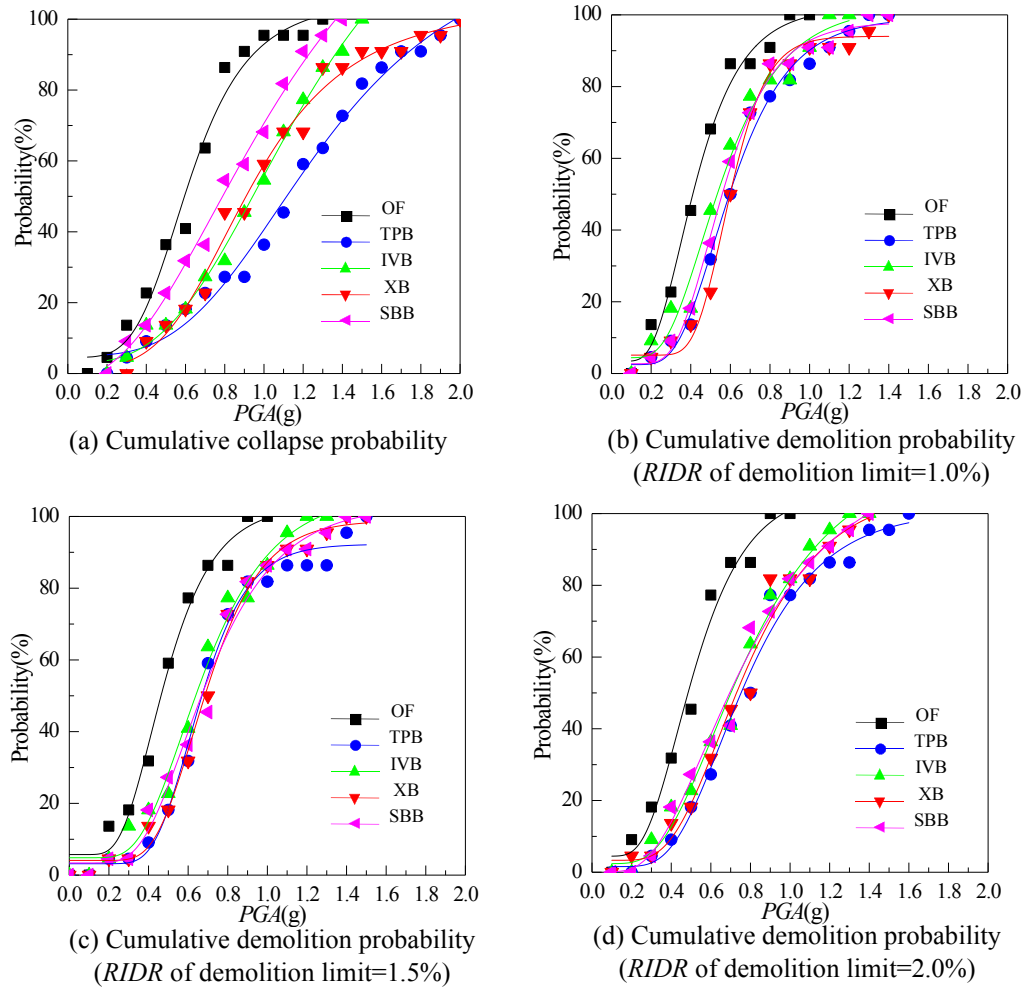 100
80
60
40
20
0
Probability(%)
OF
TPB
IVB
XB
SBB
0.0 0.2 0.4 0.6 0.8 1.0 1.2 1.4 1.6 1.8 2.0
PGA(g)
(a) Cumulative collapse probability
100
80
60
40
20
0
Probability(%)
OF
TPB
IVB
XB
SBB
0.0 0.2 0.4 0.6 0.8 1.0 1.2 1.4 1.6 1.8 2.0
PGA(g)
(b) Cumulative demolition probability
(RIDR of demolition limit=1.0%)
100
80
60
40
20
0
Probability(%)
OF
TPB
IVB
XB
SBB
0.0 0.2 0.4 0.6 0.8 1.0 1.2 1.4 1.6 1.8 2.0
PGA(g)
(c) Cumulative demolition probability
(RIDR of demolition limit=1.5%)
100
80
60
40
20
0
Probability(%)
OF
TPB
IVB
XB
SBB
0.0 0.2 0.4 0.6 0.8 1.0 1.2 1.4 1.6 1.8 2.0
PGA(g)
(d) Cumulative demolition probability
(RIDR of demolition limit=2.0%)